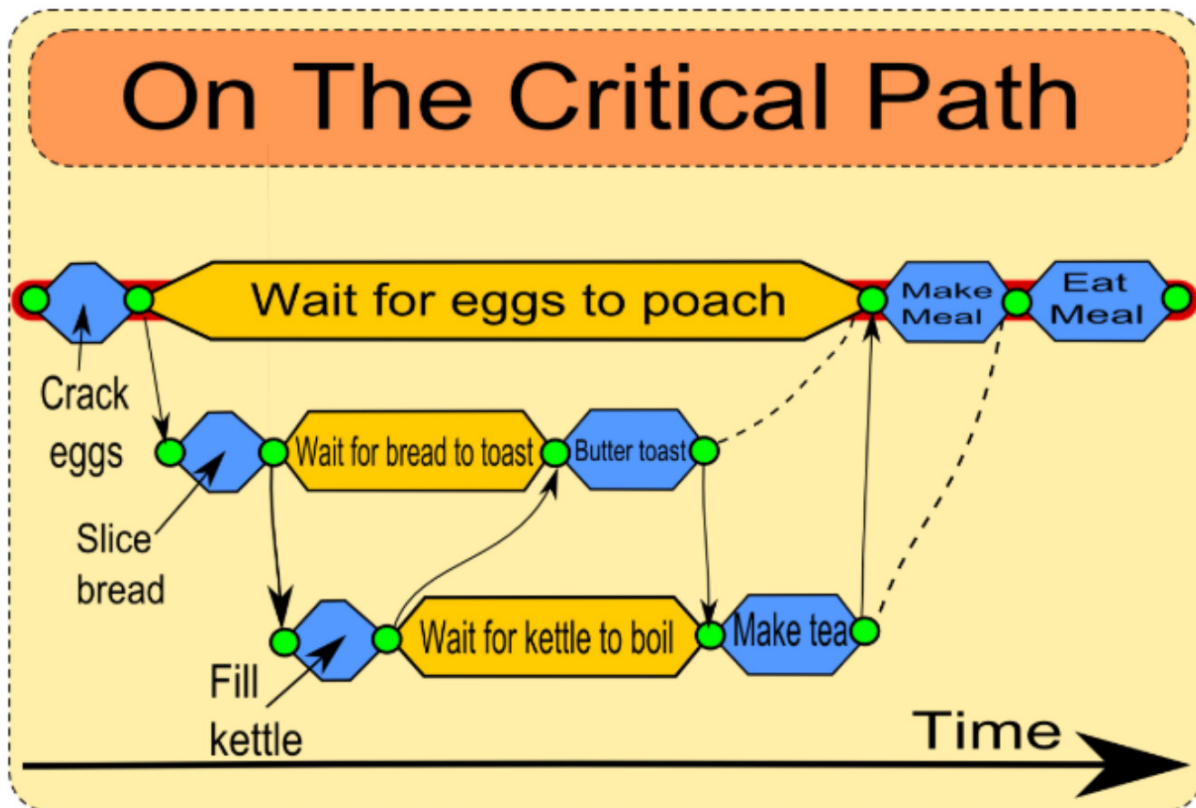 On The Critical Path
Wait for eggs to poach
Make
Meal
Eat
Meal
Crack
eggs
Wait for bread to toast
Butter toast
Slice
bread
Wait for kettle to boil
Make tea
Fill
kettle
Time